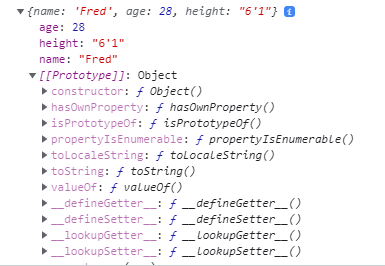 {name: 'Fred', age: 28, height: "6'1"} i
age: 28
height: "6'1"
name: "Fred"
[[Prototype]]: Object
constructor: ƒ Object()
hasOwnProperty: ƒ hasOwnProperty()
isPrototypeOf: ƒ isPrototypeOf()
propertyIsEnumerable: ƒ propertyIsEnumerable()
toLocaleString: ƒ toLocaleString()
toString: ƒ toString()
valueOf: ƒ valueOf()
__defineGetter__: ƒ __defineGetter__()
__defineSetter__: ƒ __defineSetter__()
__lookupGetter__: ƒ __lookupGetter__()
__lookupSetter__: ƒ __lookupSetter__()